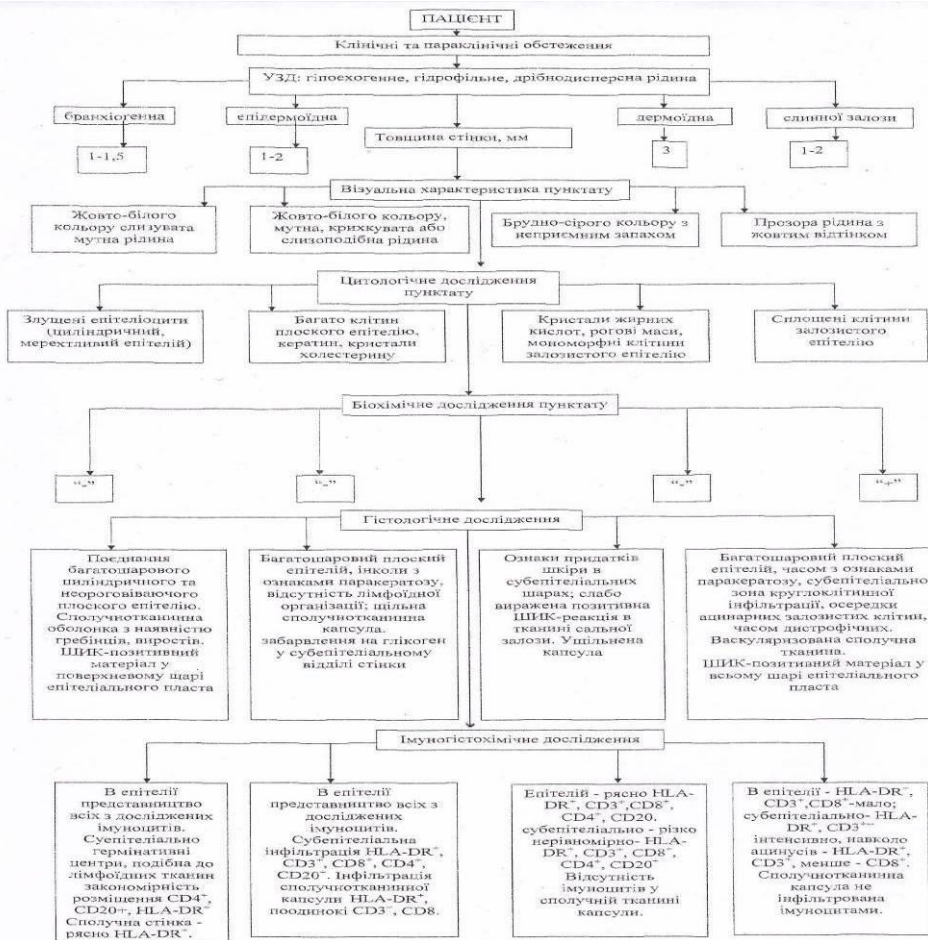 ПАЦІЄНТ
Клінічні та параклінічні обстеження
УЗД: гіпоехогенне, гідрофільне, дрібнодисперсна рідина
бранхіогенна
епідермоїдна
Товщина стінки, мм
дермоїдна
слинної залози
1-1,5
1-2
3
1-2
Візуальна характеристика пунктату
Жовто-білого
кольору слизувата
мутна рідина
Жовто-білого кольору,
мутна, крихкувата або
слизоподібна рідина
Брудно-сірого кольору з
неприємним запахом
Прозора рідина з
жовтим відтінком
Цитологічне дослідження
пунктату
Злущені епітеліоцити
(циліндричний,
мерехтливий епітелій)
Багато клітин
плоского епітелію,
кератин, кристали
холестерину
Кристали жирних
кислот, рогові маси,
мономорфні клітини
залозистого епітелію
Сплощені клітини
залозистого
епітелію
Біохімічне дослідження пунктату
“-”
“-”
“-”
“+”
Гістологічне дослідження
Поєднання
багатошарового
циліндричного та
неороговіваючого
плоского епітелію.
Сполучнотканинна
оболонка з наявністю
гребінців, виростів.
ШИК-позитивний
матеріал у
поверхневому шарі
епітеліального пласта
Багатошаровий плоский
епітелій, інколи з
ознаками паракератозу,
відсутність лімфоїдної
організації; щільна
сполучнотканинна
капсула.
забарвлення на глікоген
у субепітеліальному
відділі стінки
Ознаки придатків
шкіри в
субепітеліальних
шарах; слабо
виражена позитивна
ШИК-реакція в
тканині сальної
залози. Ущільнена
капсула
Багатошаровий плоский
епітелій, часом з ознаками
паракератозу, субепітеліально
зона круглоклітинної
інфільтрації, осередки
ацинарних залозистих клітин,
часом дистрофічних.
Васкуляризована сполучна
тканина.
ШИК-позитивний матеріал у
всьому шарі епітеліального
пласта
Імуногістохімічне дослідження
В епітелії
представництво
всіх з досліджених
імуноцитів.
Суепітеліально
гермінативні
центри, подібна до
лімфоїдних тканин
закономірність
розміщення CD4⁺,
CD20+, HLA-DR⁺
Сполучна стінка -
рясно HLA-DR⁺.
В епітелії
представництво всіх з
досліджених
імуноцитів.
Субепітеліальна
інфільтрація HLA-DR⁺,
CD3⁺, CD8⁺, CD4⁺,
CD20⁻. Інфільтрація
сполучнотканинної
капсули HLA-DR⁺,
поодинокі CD3⁻, CD8.
Епітелій - рясно HLA-
DR⁺, CD3⁺,CD8⁺,
CD4⁺, CD20.
субепітеліально - різко
нерівномірно- HLA-
DR⁺, CD3⁺, CD8⁺,
CD4⁺, CD20⁺
Відсутність
імуноцитів у
сполучній тканині
капсули.
В епітелії - HLA-DR⁻,
CD3⁺,CD8⁺-мало;
субепітеліально- HLA-
DR⁺, CD3⁺⁻
інтенсивно, навколо
ацинусів - HLA-DR⁺,
CD3⁺, менше - CD8⁺.
Сполучнотканинна
капсула не
інфільтрована
імуноцитами.